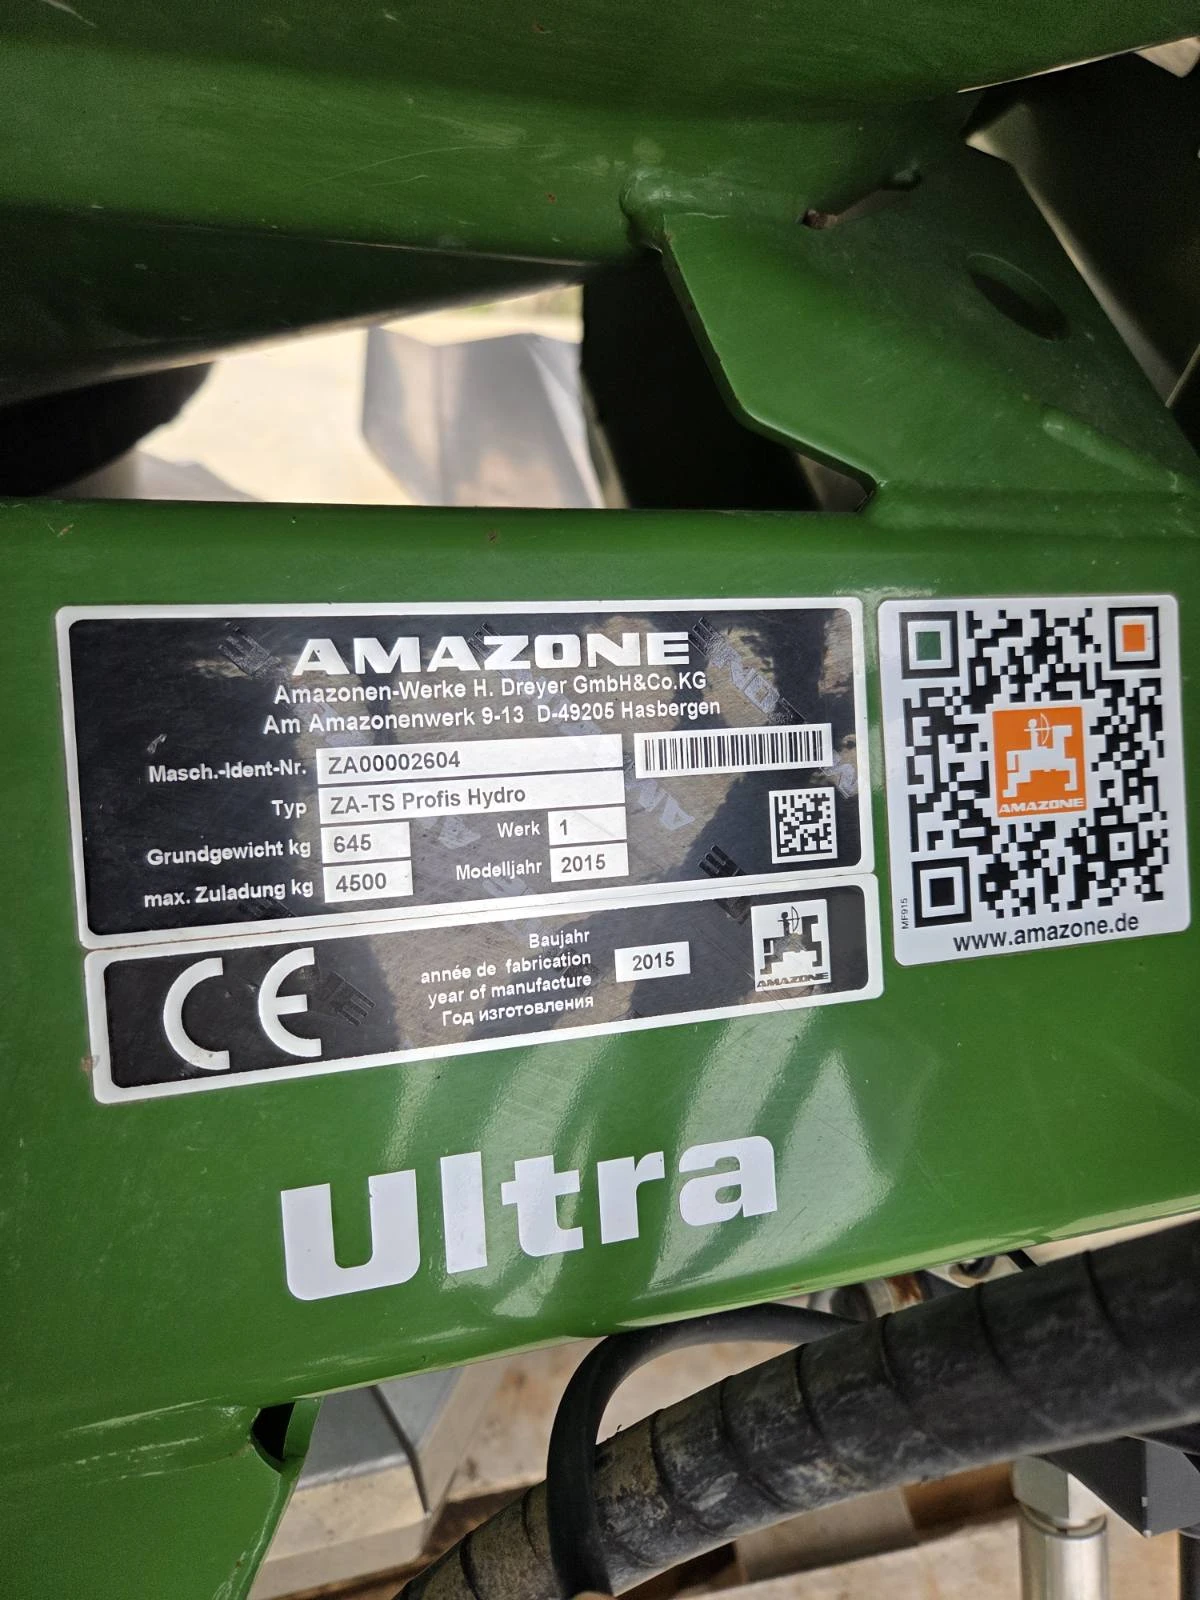 AMAZONE
Amazonen-Werke H. Dreyer GmbH&Co.KG
Am Amazonenwerk 9-13 D-49205 Hasbergen
Masch.-Ident-Nr. ZA00002604
Typ ZA-TS Profis Hydro
Grundgewicht kg 645 Werk 1
max. Zuladung kg 4500 Modelljahr 2015
CE
Baujahr
année de fabrication 2015
year of manufacture
Год изготовления
AMAZONE
AMAZONE
MF915
www.amazone.de
Ultra